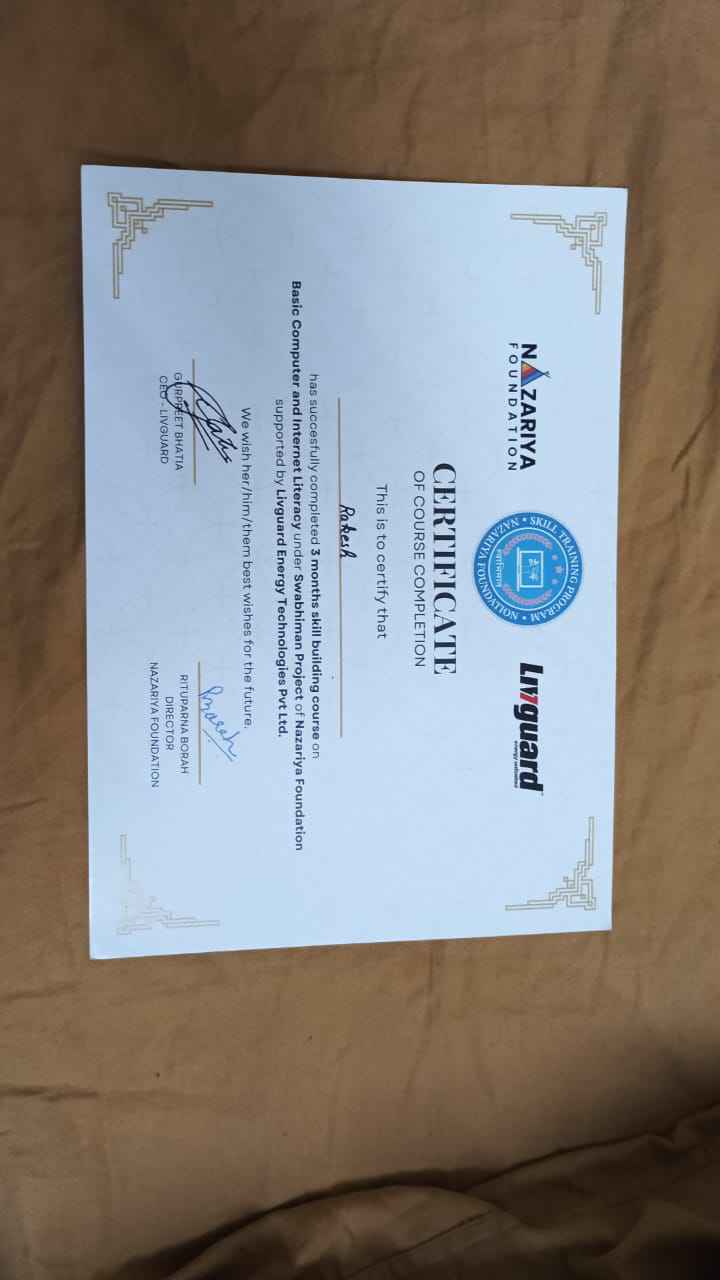 NAZARIYA
FOUNDATION
SKILL TRAINING PROGRAM
स्वाभिमान
NAZARIYA FOUNDATION
Livguard
energy unlimited
CERTIFICATE
OF COURSE COMPLETION
This is to certify that
Rakesh
has succesfully completed 3 months skill building course on
Basic Computer and Internet Literacy under Swabhiman Project of Nazariya Foundation
supported by Livguard Energy Technologies Pvt Ltd.
We wish her/him/them best wishes for the future.
GURPREET BHATIA
CEO - LIVGUARD
Borah
RITUPARNA BORAH
DIRECTOR
NAZARIYA FOUNDATION